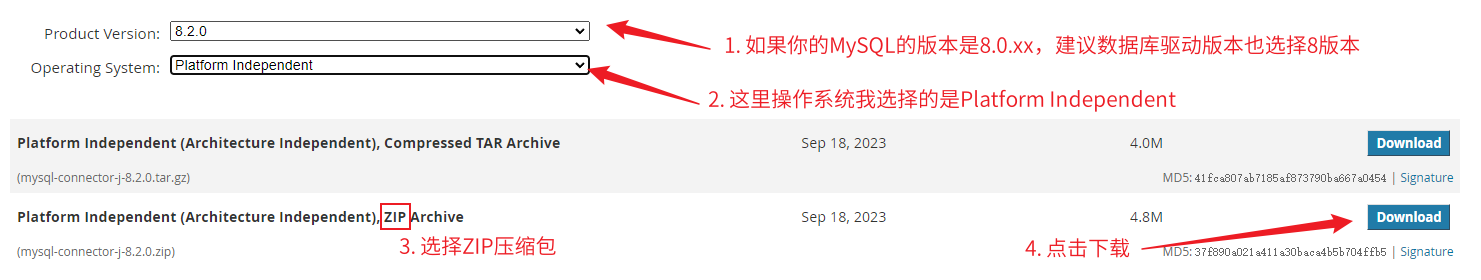 Product Version: 8.2.0
1. 如果你的MySQL的版本是8.0.xx，建议数据库驱动版本也选择8版本
Operating System: Platform Independent
2. 这里操作系统我选择的是Platform Independent
Platform Independent (Architecture Independent), Compressed TAR Archive Sep 18, 2023 4.0M Download
(mysql-connector-j-8.2.0.tar.gz) MD5: 41fca807ab7185af873790ba667a0454 | Signature
Platform Independent (Architecture Independent), ZIP Archive Sep 18, 2023 4.8M Download
3. 选择ZIP压缩包 4. 点击下载
(mysql-connector-j-8.2.0.zip) MD5: 37f890a021a411a30baca4b5b704ffb5 | Signature